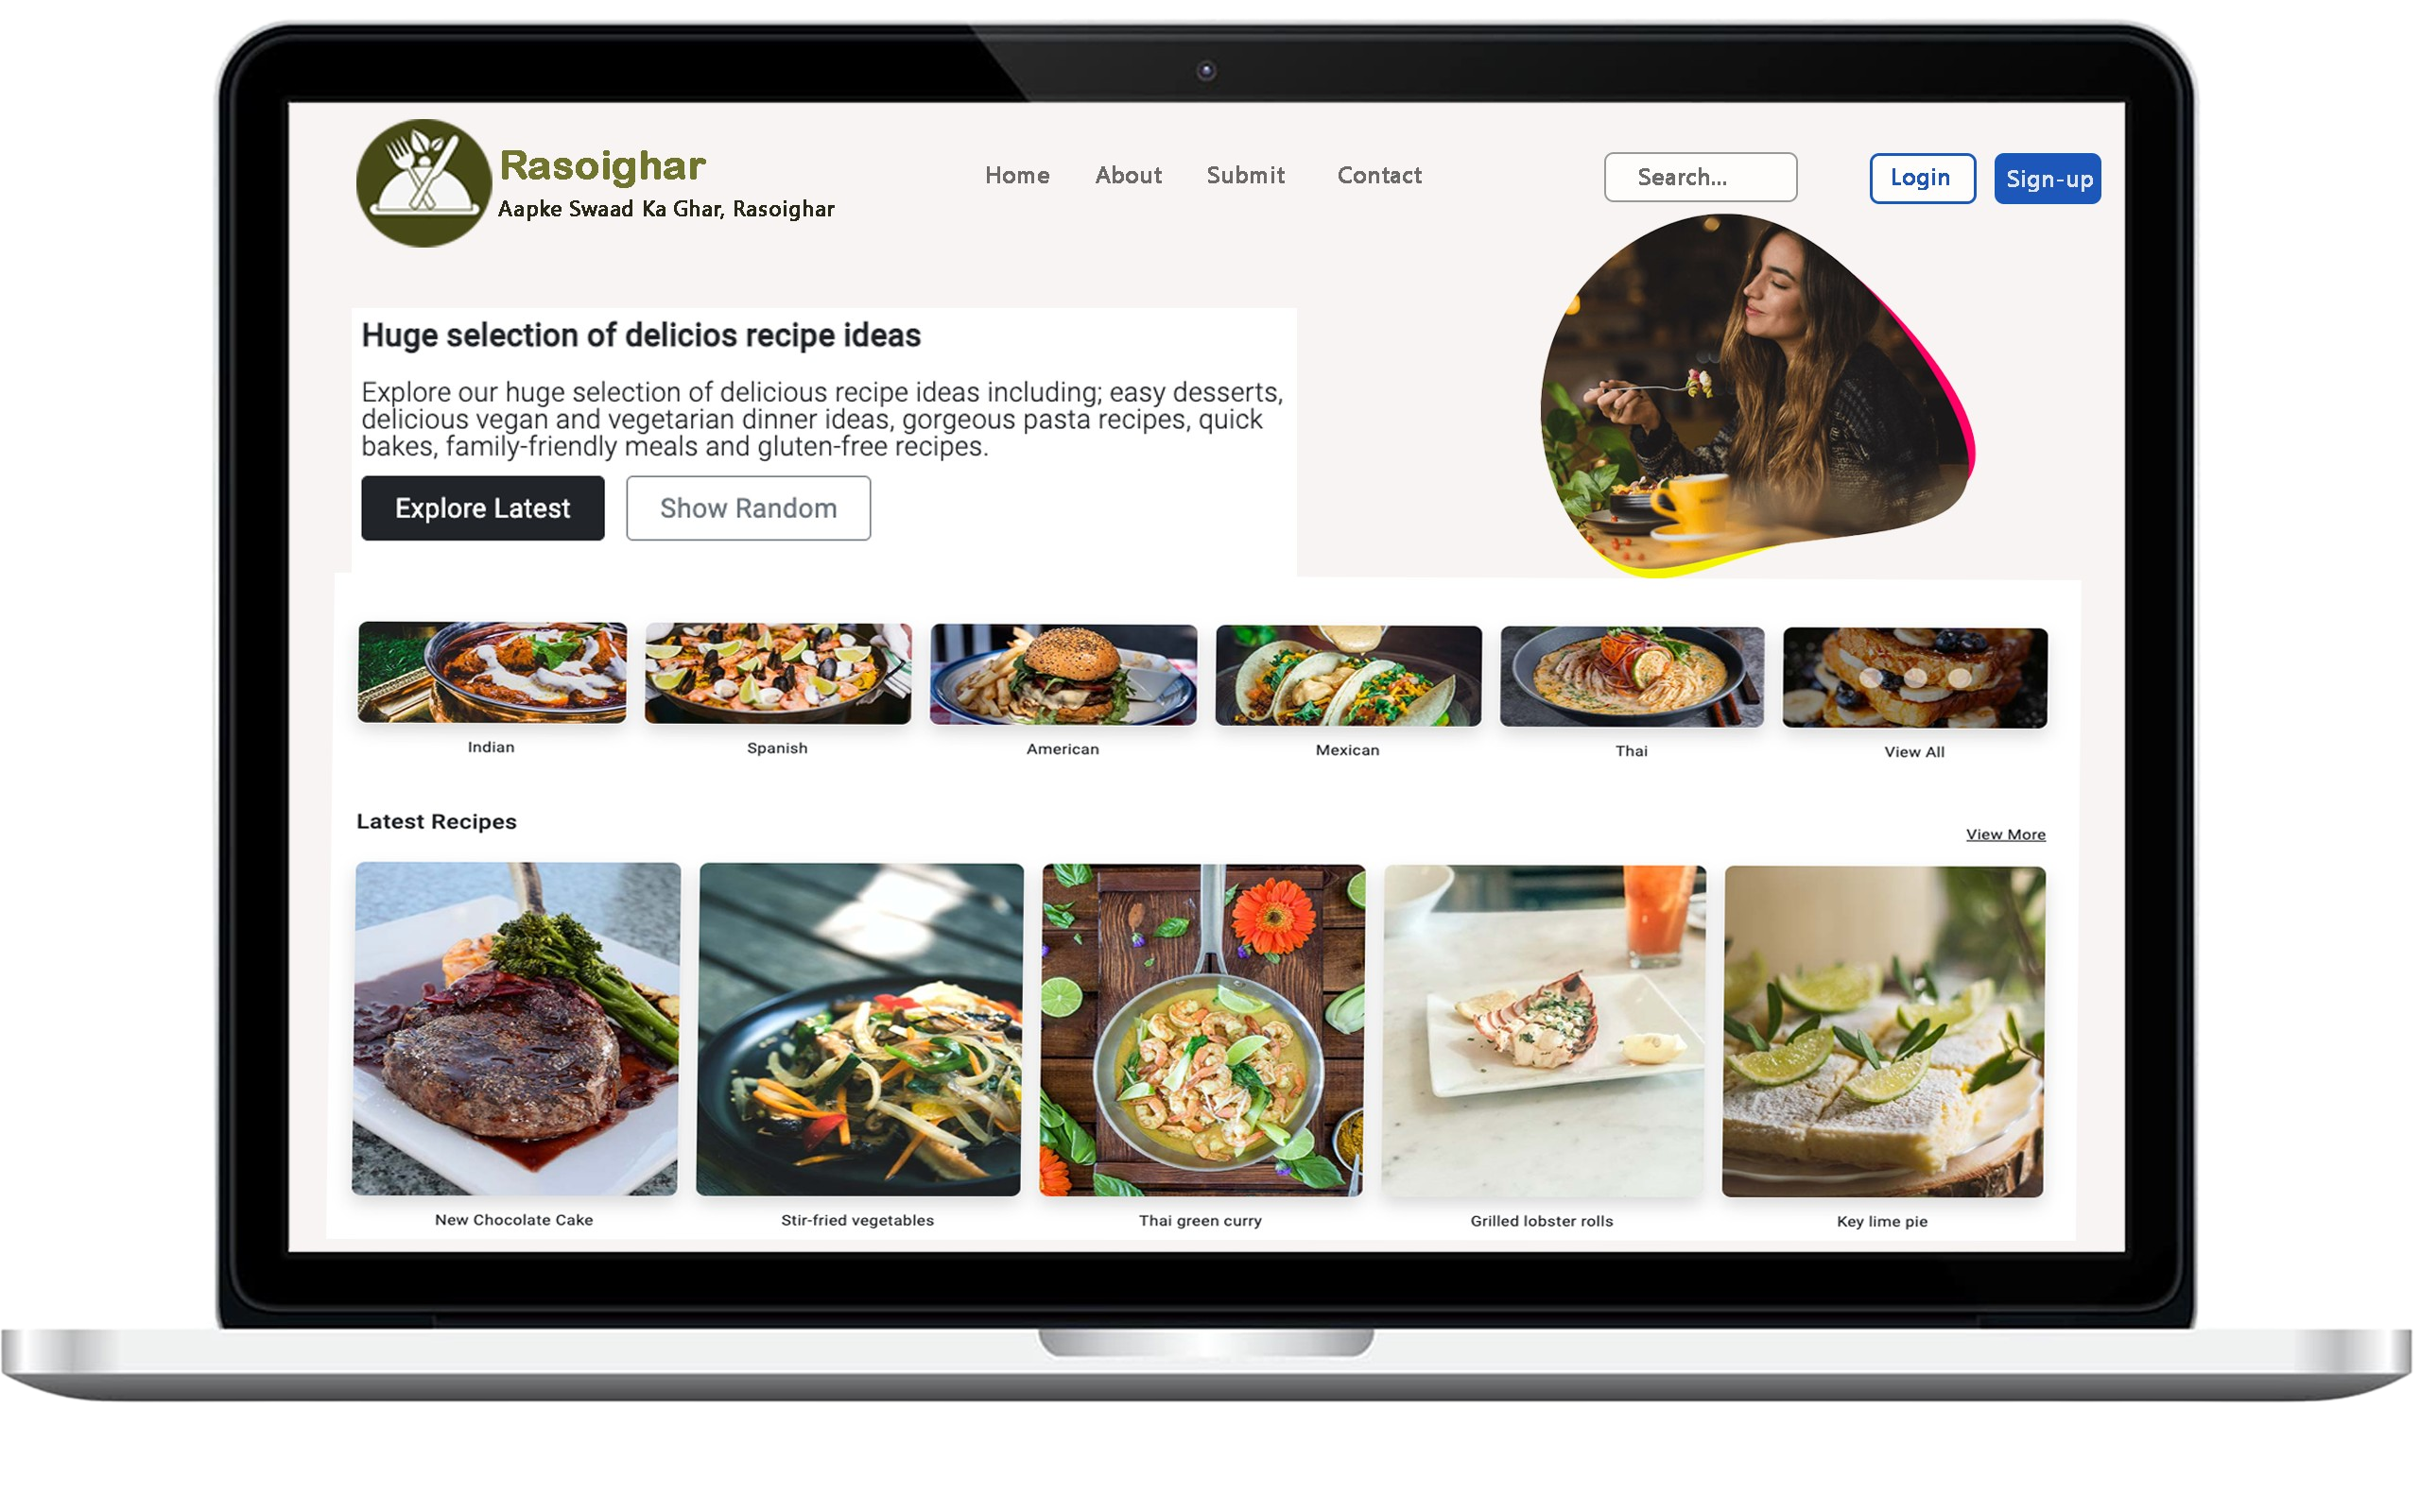 Rasoighar
Aapke Swaad Ka Ghar, Rasoighar
Home About Submit Contact
Search...
Login
Sign-up
Huge selection of delicios recipe ideas
Explore our huge selection of delicious recipe ideas including; easy desserts,
delicious vegan and vegetarian dinner ideas, gorgeous pasta recipes, quick
bakes, family-friendly meals and gluten-free recipes.
Explore Latest
Show Random
Indian
Spanish
American
Mexican
Thai
View All
Latest Recipes
View More
New Chocolate Cake
Stir-fried vegetables
Thai green curry
Grilled lobster rolls
Key lime pie